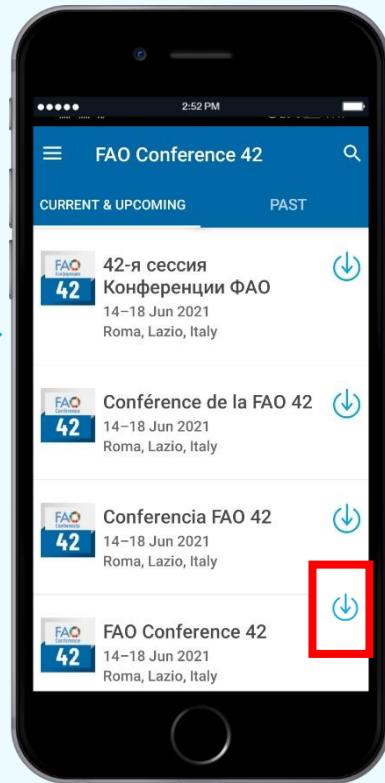 2:52 PM
FAO Conference 42
CURRENT & UPCOMING
PAST
FAO
42
42-я сессия
Конференции ФАО
14–18 Jun 2021
Roma, Lazio, Italy
FAO
42
Conférence de la FAO 42
14–18 Jun 2021
Roma, Lazio, Italy
FAO
42
Conferencia FAO 42
14–18 Jun 2021
Roma, Lazio, Italy
FAO
42
FAO Conference 42
14–18 Jun 2021
Roma, Lazio, Italy